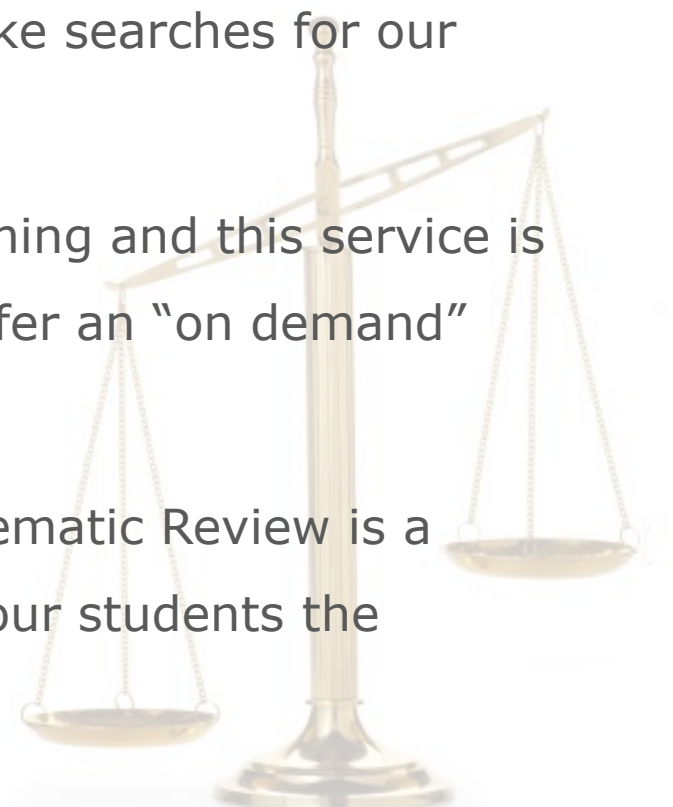 ke searches for our
ning and this service is
fer an “on demand”
ematic Review is a
our students the